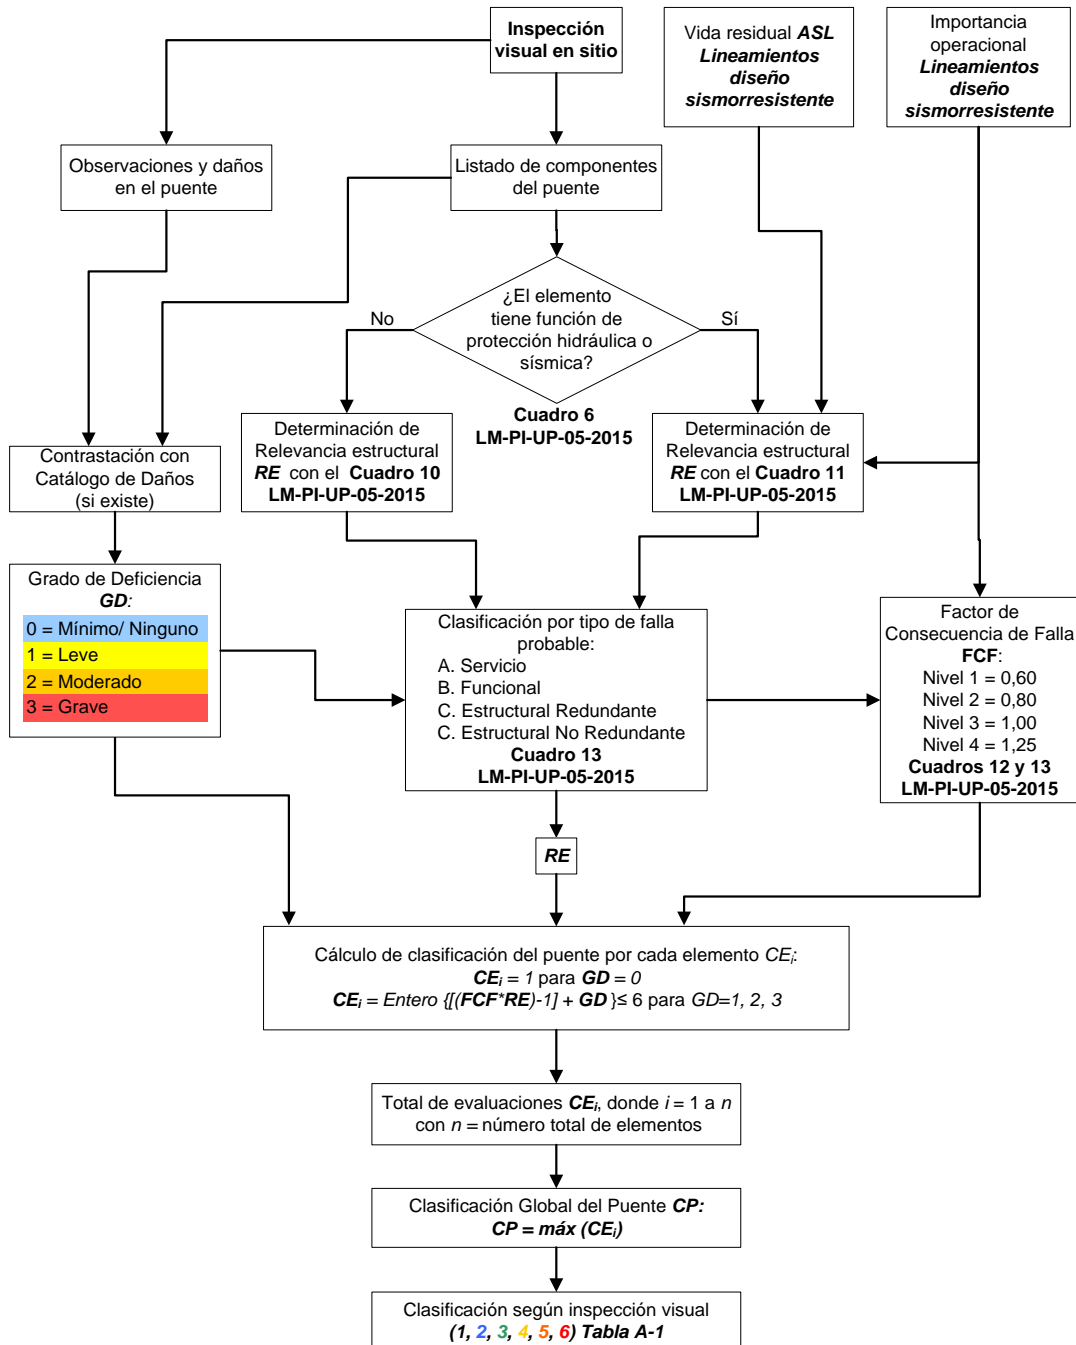 Inspección
visual en sitio
Vida residual ASL
Lineamientos
diseño
sismorresistente
Importancia
operacional
Lineamientos
diseño
sismorresistente
Observaciones y daños
en el puente
Listado de componentes
del puente
¿El elemento
tiene función de
protección hidráulica o
sísmica?
No
Sí
Cuadro 6
LM-PI-UP-05-2015
Contrastación con
Catálogo de Daños
(si existe)
Determinación de
Relevancia estructural
RE con el Cuadro 10
LM-PI-UP-05-2015
Determinación de
Relevancia estructural
RE con el Cuadro 11
LM-PI-UP-05-2015
Grado de Deficiencia
GD:
0 = Mínimo/ Ninguno
1 = Leve
2 = Moderado
3 = Grave
Clasificación por tipo de falla
probable:
A. Servicio
B. Funcional
C. Estructural Redundante
C. Estructural No Redundante
Cuadro 13
LM-PI-UP-05-2015
Factor de
Consecuencia de Falla
FCF:
Nivel 1 = 0,60
Nivel 2 = 0,80
Nivel 3 = 1,00
Nivel 4 = 1,25
Cuadros 12 y 13
LM-PI-UP-05-2015
RE
Cálculo de clasificación del puente por cada elemento CEi:
CEi = 1 para GD = 0
CEi = Entero {[(FCF*RE)-1] + GD }≤ 6 para GD=1, 2, 3
Total de evaluaciones CEi, donde i = 1 a n
con n = número total de elementos
Clasificación Global del Puente CP:
CP = máx (CEi)
Clasificación según inspección visual
(1, 2, 3, 4, 5, 6) Tabla A-1